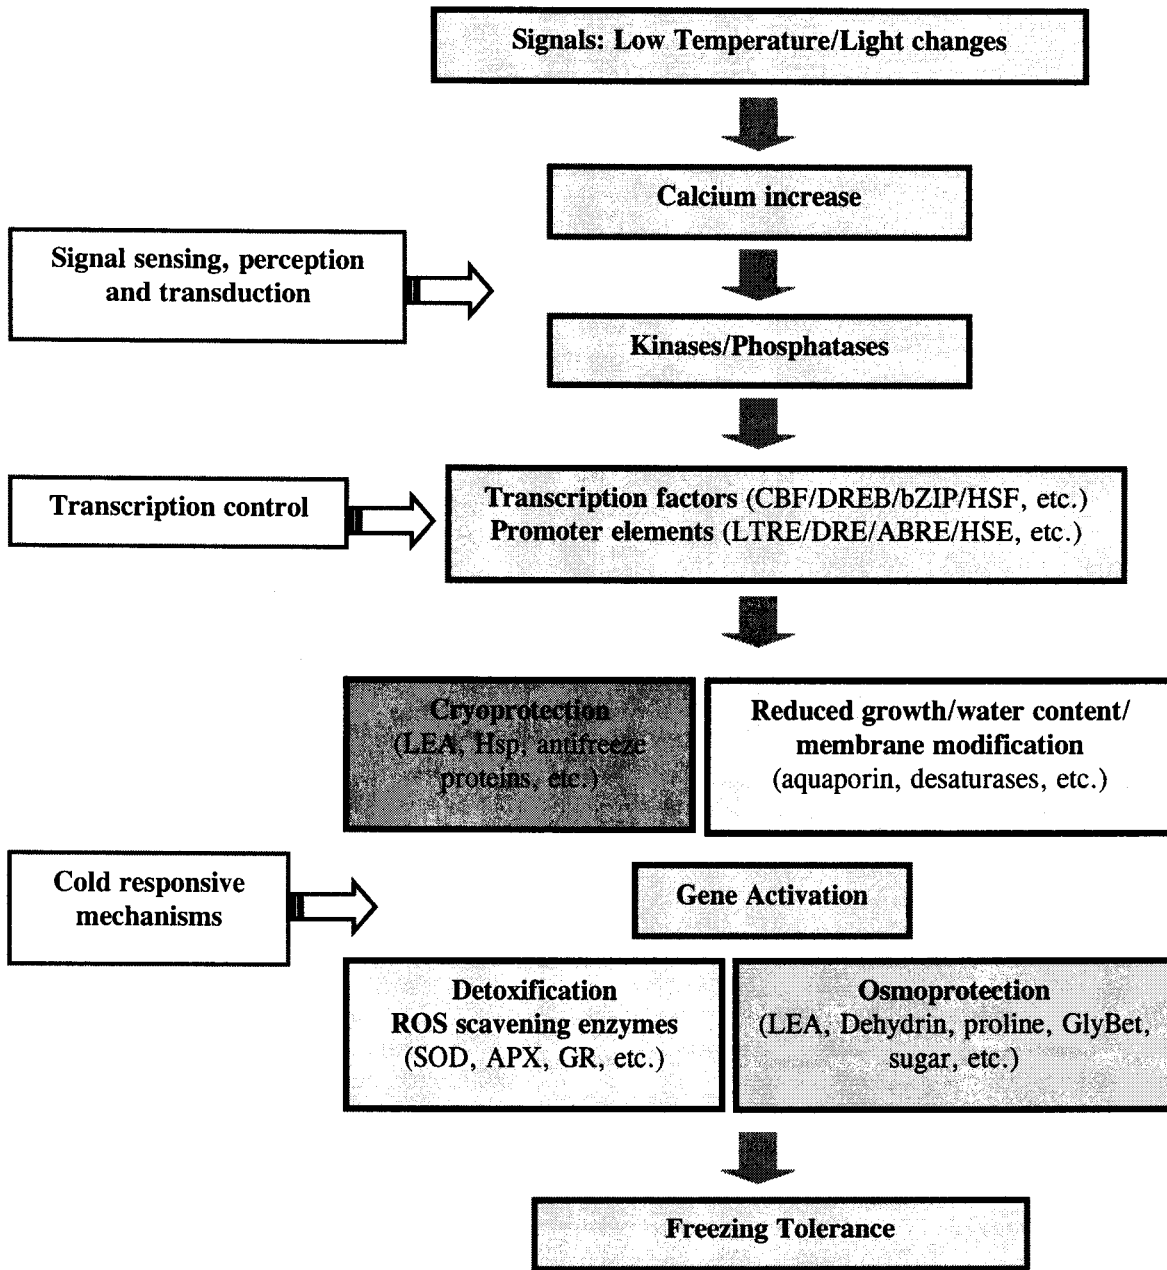 Signals: Low Temperature/Light changes
Calcium increase
Signal sensing, perception
and transduction
Kinases/Phosphatases
Transcription control
Transcription factors (CBF/DREB/bZIP/HSF, etc.)
Promoter elements (LTRE/DRE/ABRE/HSE, etc.)
Cryoprotection
(LEA, Hsp, antifreeze
proteins, etc.)
Reduced growth/water content/
membrane modification
(aquaporin, desaturases, etc.)
Cold responsive
mechanisms
Gene Activation
Detoxification
ROS scavening enzymes
(SOD, APX, GR, etc.)
Osmoprotection
(LEA, Dehydrin, proline, GlyBet,
sugar, etc.)
Freezing Tolerance